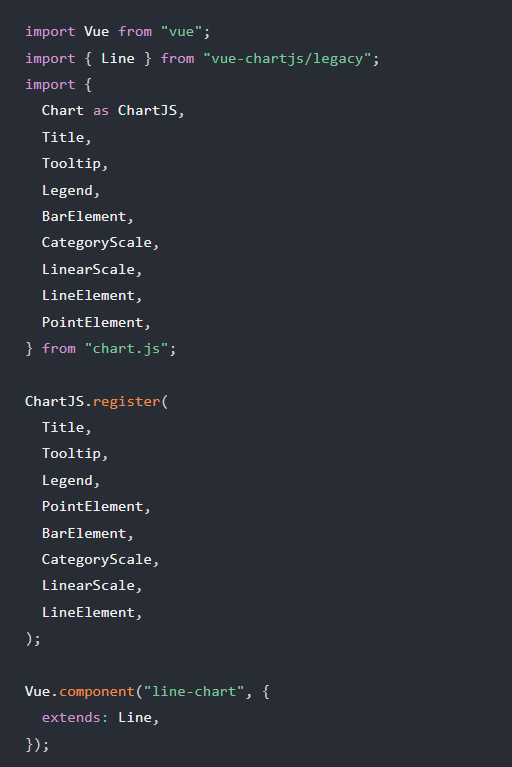 import Vue from "vue";
import { Line } from "vue-chartjs/legacy";
import {
  Chart as ChartJS,
  Title,
  Tooltip,
  Legend,
  BarElement,
  CategoryScale,
  LinearScale,
  LineElement,
  PointElement,
} from "chart.js";

ChartJS.register(
  Title,
  Tooltip,
  Legend,
  PointElement,
  BarElement,
  CategoryScale,
  LinearScale,
  LineElement,
);

Vue.component("line-chart", {
  extends: Line,
});